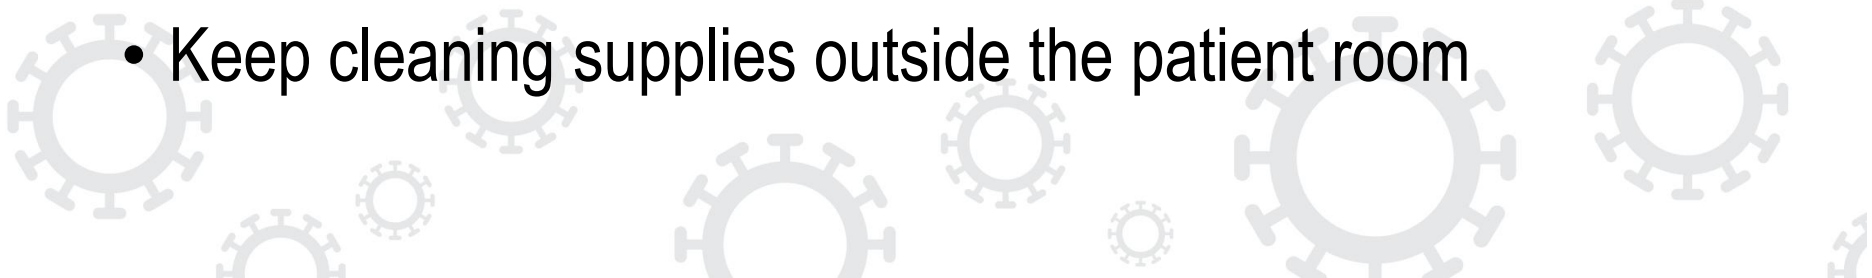 • Keep cleaning supplies outside the patient room